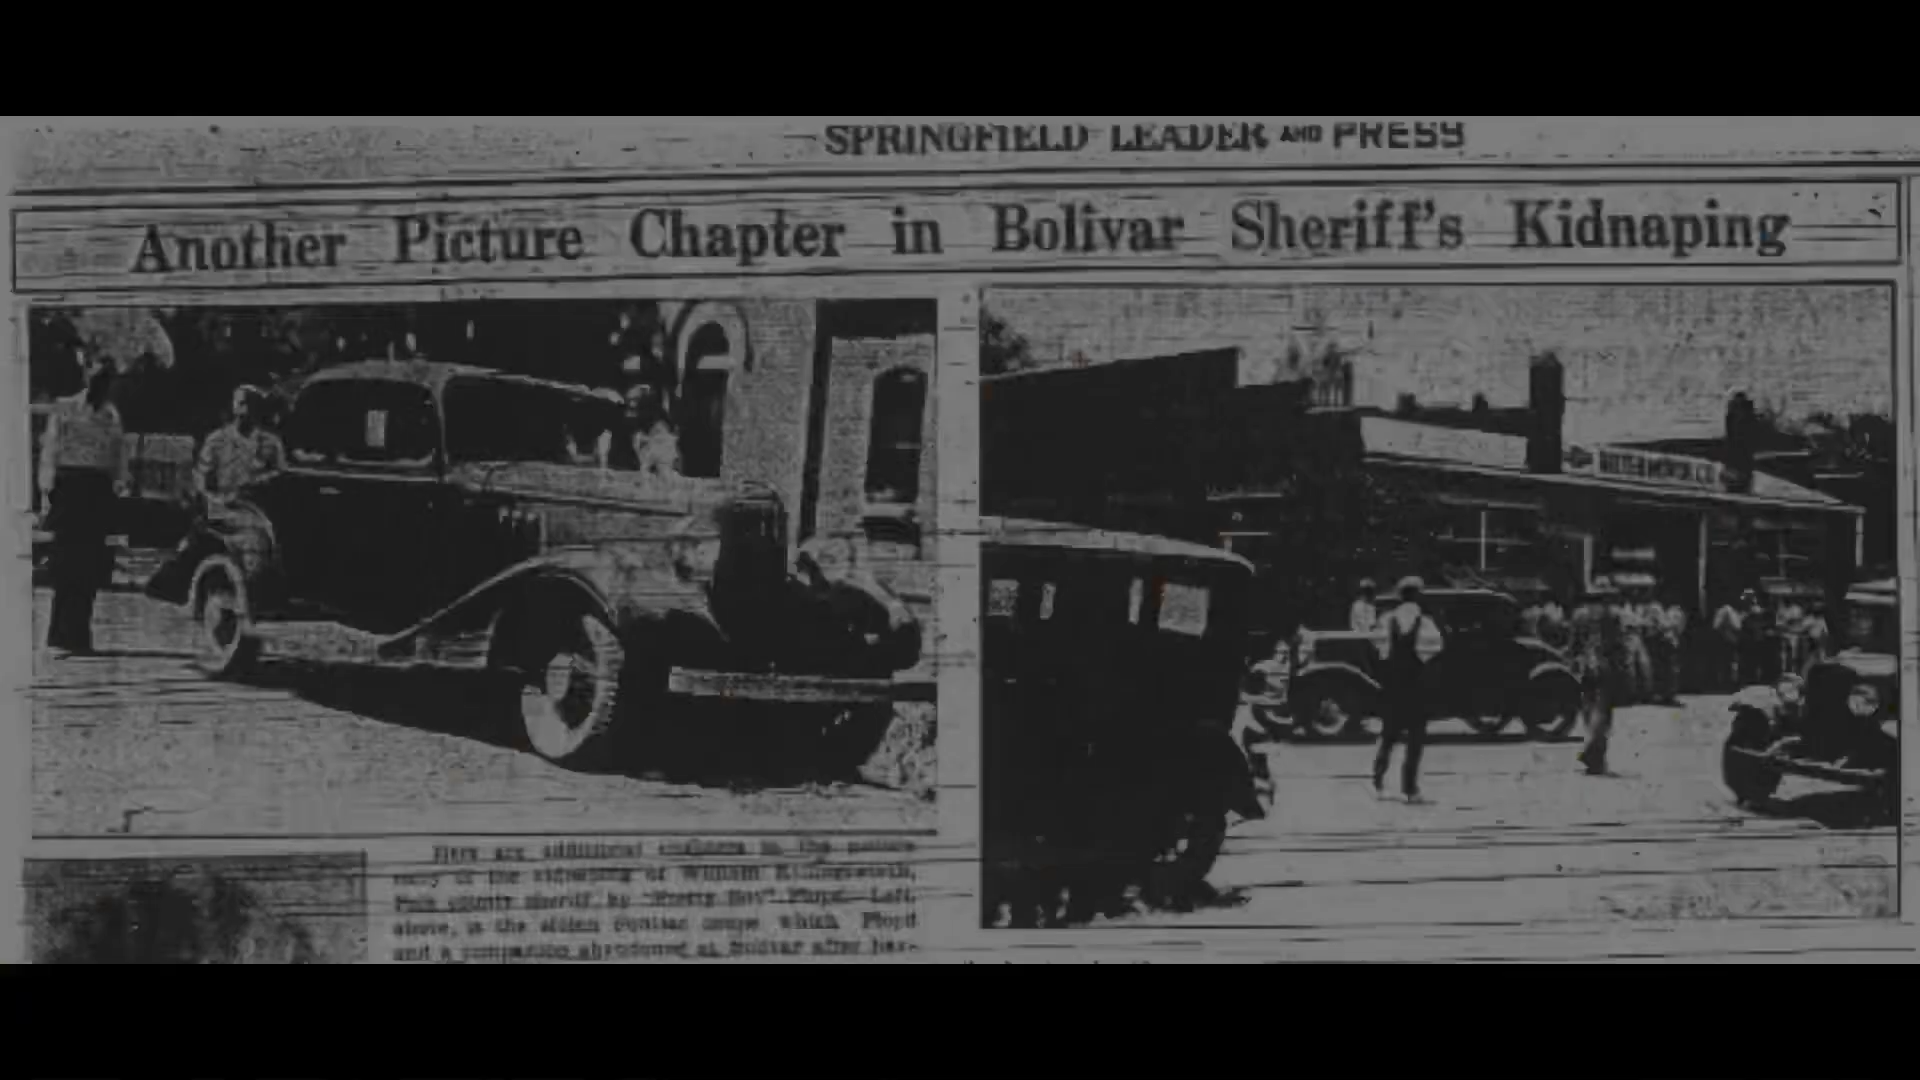 SPRINGFIELD LEADER AND PRESS
Another Picture Chapter in Bolivar Sheriff's Kidnaping
Here are additional chapters in the picture
story of the kidnaping of William Killingsworth,
Polk county sheriff, by "Pretty Boy" Floyd. Left,
above, is the stolen Pontiac coupe which Floyd
and a companion abandoned at Bolivar after hav-